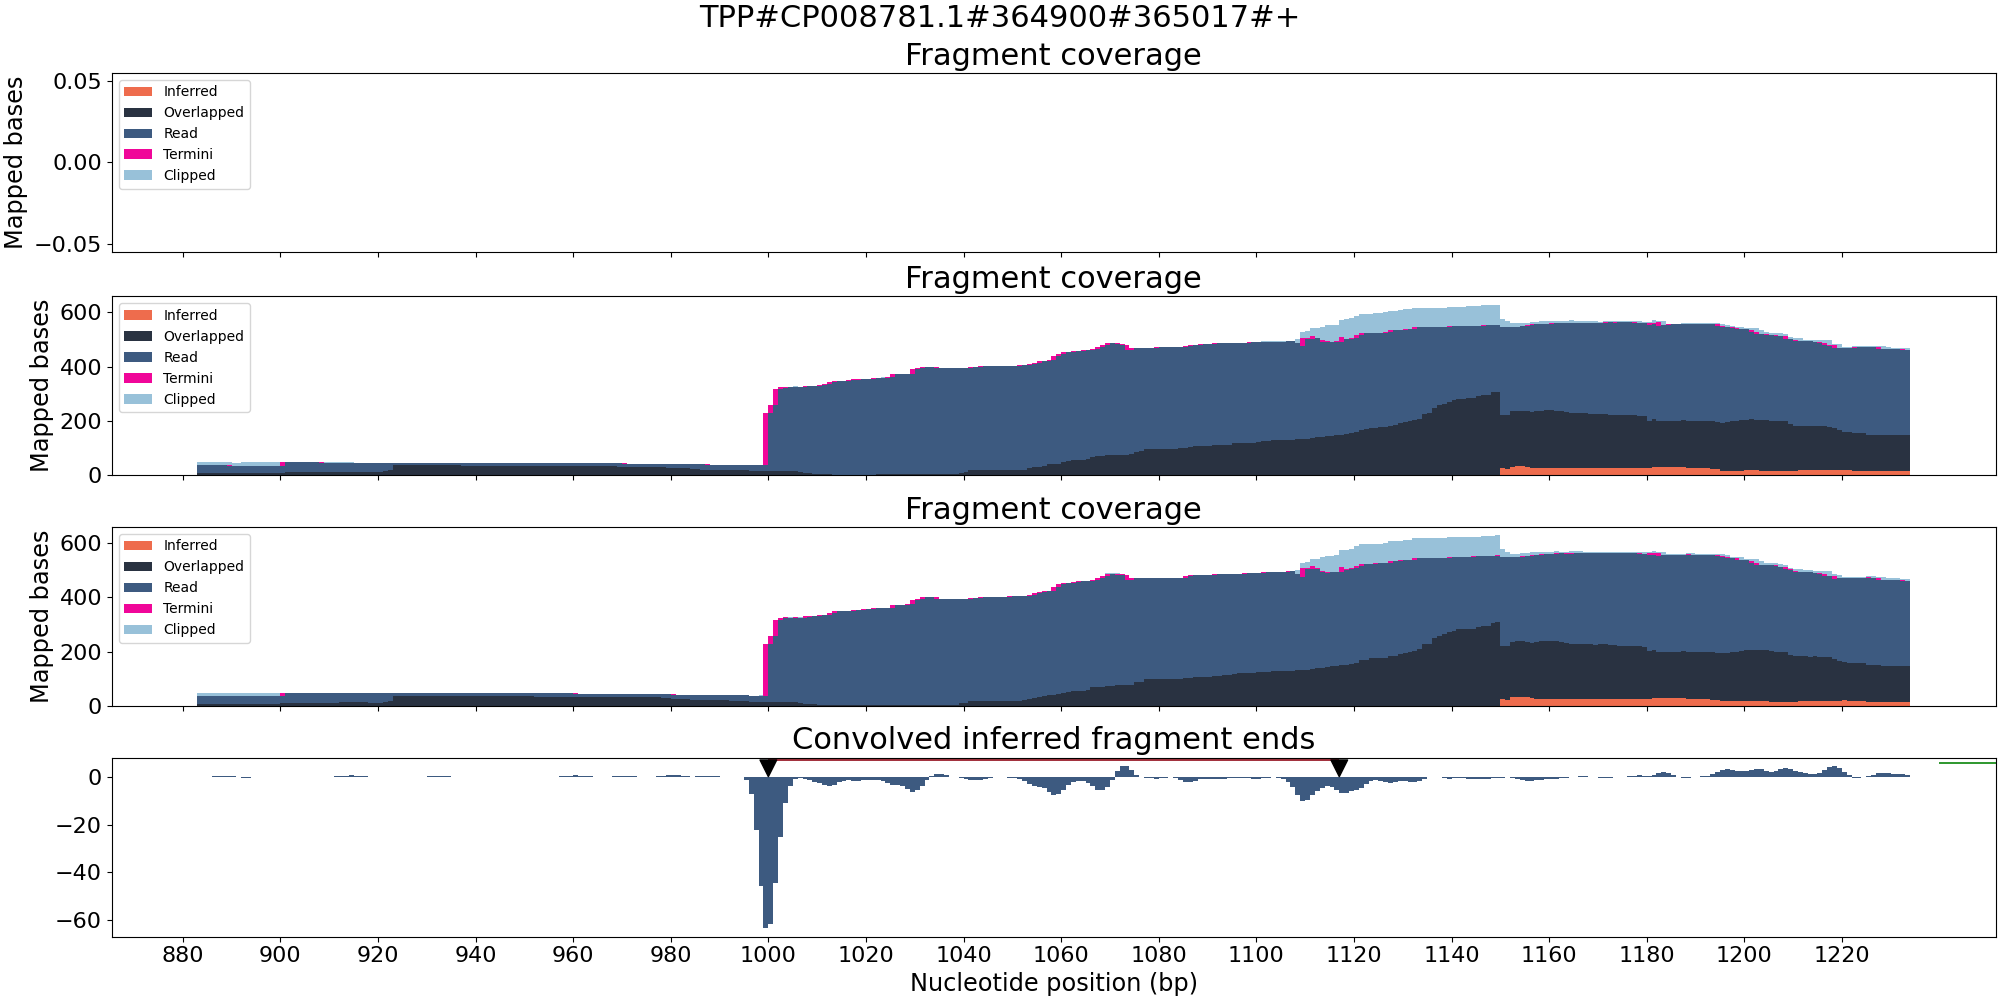 TPP#CP008781.1#364900#365017#+
Fragment coverage
Mapped bases
0.05
0.00
−0.05
Inferred
Overlapped
Read
Termini
Clipped
Fragment coverage
Mapped bases
600
400
200
0
Inferred
Overlapped
Read
Termini
Clipped
Fragment coverage
Mapped bases
600
400
200
0
Inferred
Overlapped
Read
Termini
Clipped
Convolved inferred fragment ends
0
−20
−40
−60
880 900 920 940 960 980 1000 1020 1040 1060 1080 1100 1120 1140 1160 1180 1200 1220
Nucleotide position (bp)